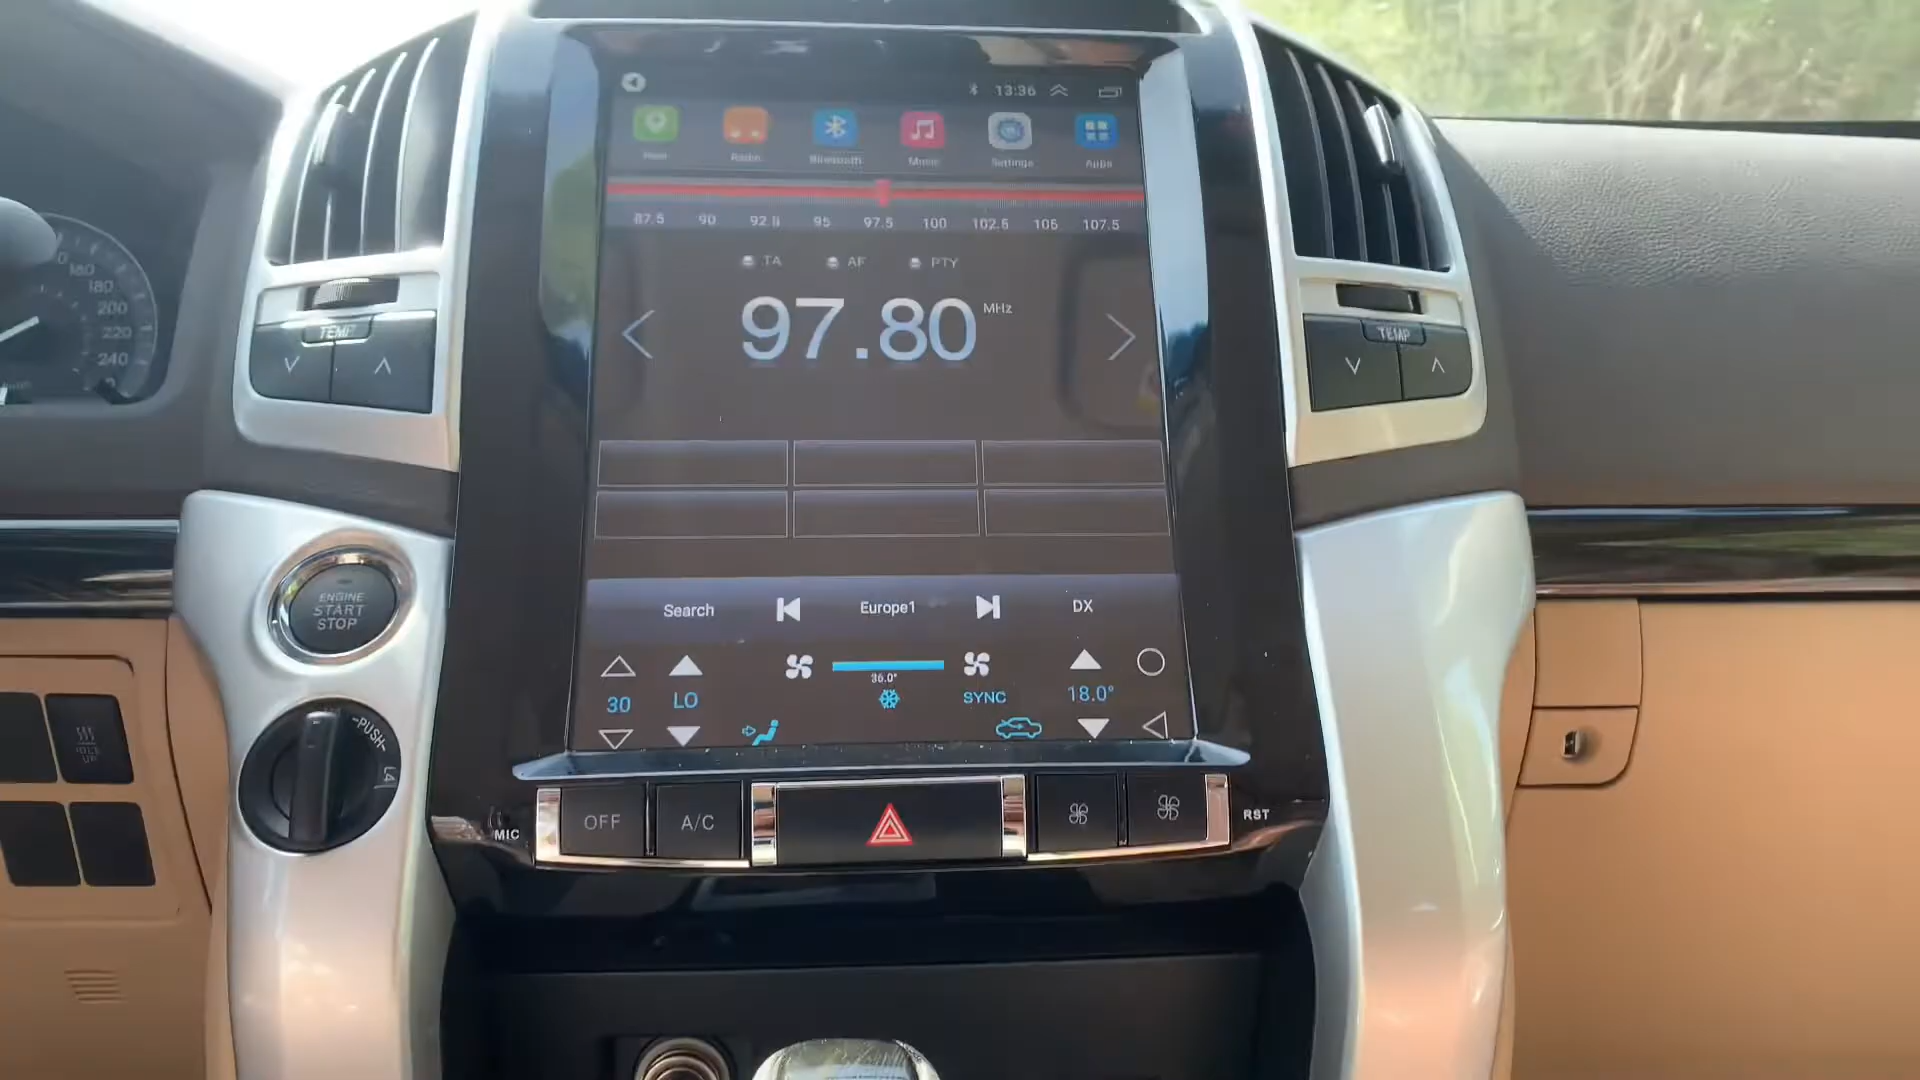 13:36
Radio Bluetooth Music Settings Apps
87.5 90 95 97.5 100 102.5 105 107.5
TA AF PTY
97.80 MHz
TEMP
TEMP
Search Europe1 DX
36.0°
30 LO SYNC 18.0°
ENGINE
START
STOP
PUSH
L4
MIC OFF A/C RST
180
200
220
240